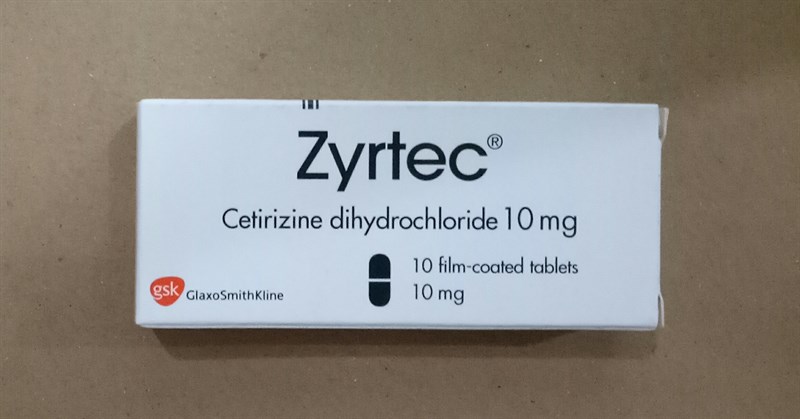 Zyrtec®
Cetirizine dihydrochloride 10 mg
10 film-coated tablets
10 mg
gsk GlaxoSmithKline